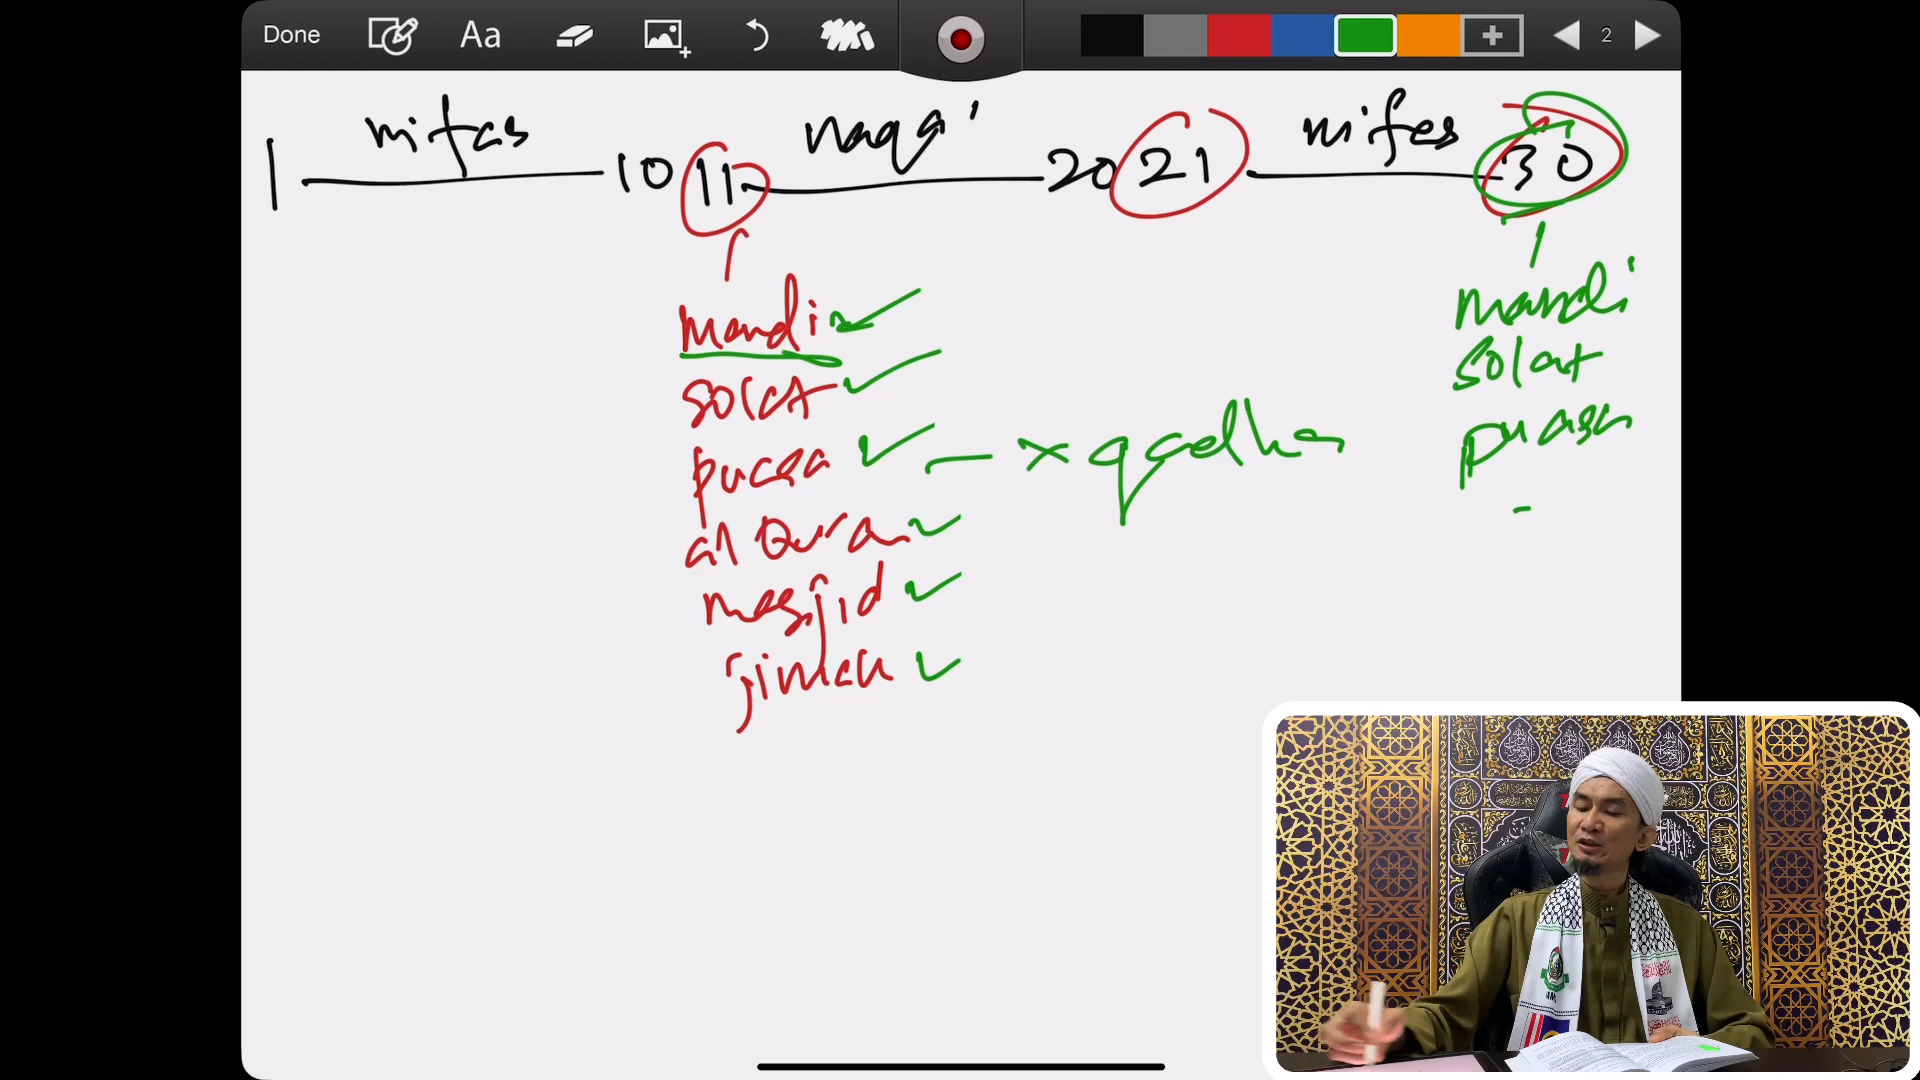 Done Aa 2
nifas naqa' nifas
1 10 11 20 21 30
mandi
solat
puasa
x qadha
al Quran
masjid
jimak
mandi
solat
puasa